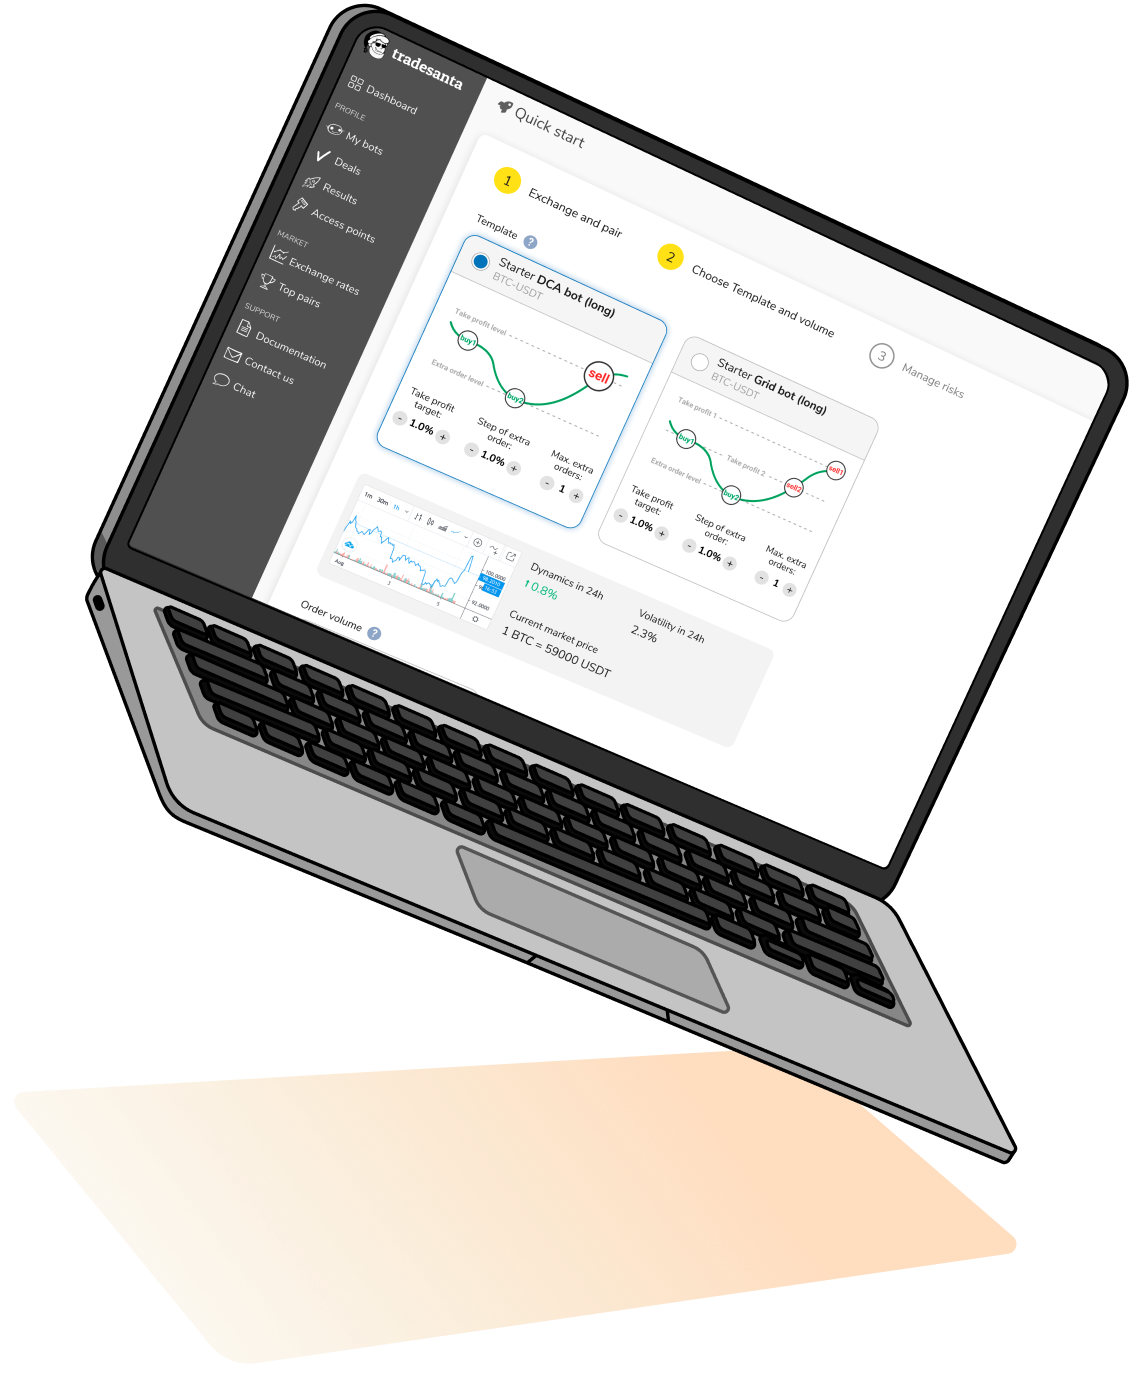 tradesanta
Dashboard
PROFILE
My bots
Deals
Results
Access points
MARKET
Exchange rates
Top pairs
SUPPORT
Documentation
Contact us
Chat
Quick start
1 Exchange and pair
2 Choose Template and volume
3 Manage risks
Template ?
Starter DCA bot (long)
BTC-USDT
Take profit level
buy1
sell
Extra order level
buy2
Take profit
target:
- 1.0% +
Step of extra
order:
- 1.0% +
Max. extra
orders:
- 1 +
Starter Grid bot (long)
BTC-USDT
Take profit 1
buy1
Take profit 2
sell1
Extra order level
buy2
sell2
Take profit
target:
- 1.0% +
Step of extra
order:
- 1.0% +
Max. extra
orders:
- 1 +
1m 30m 1h
100.0000
92.0000
Aug
Dynamics in 24h
↑0.8%
Volatility in 24h
2.3%
Current market price
1 BTC = 59000 USDT
Order volume ?